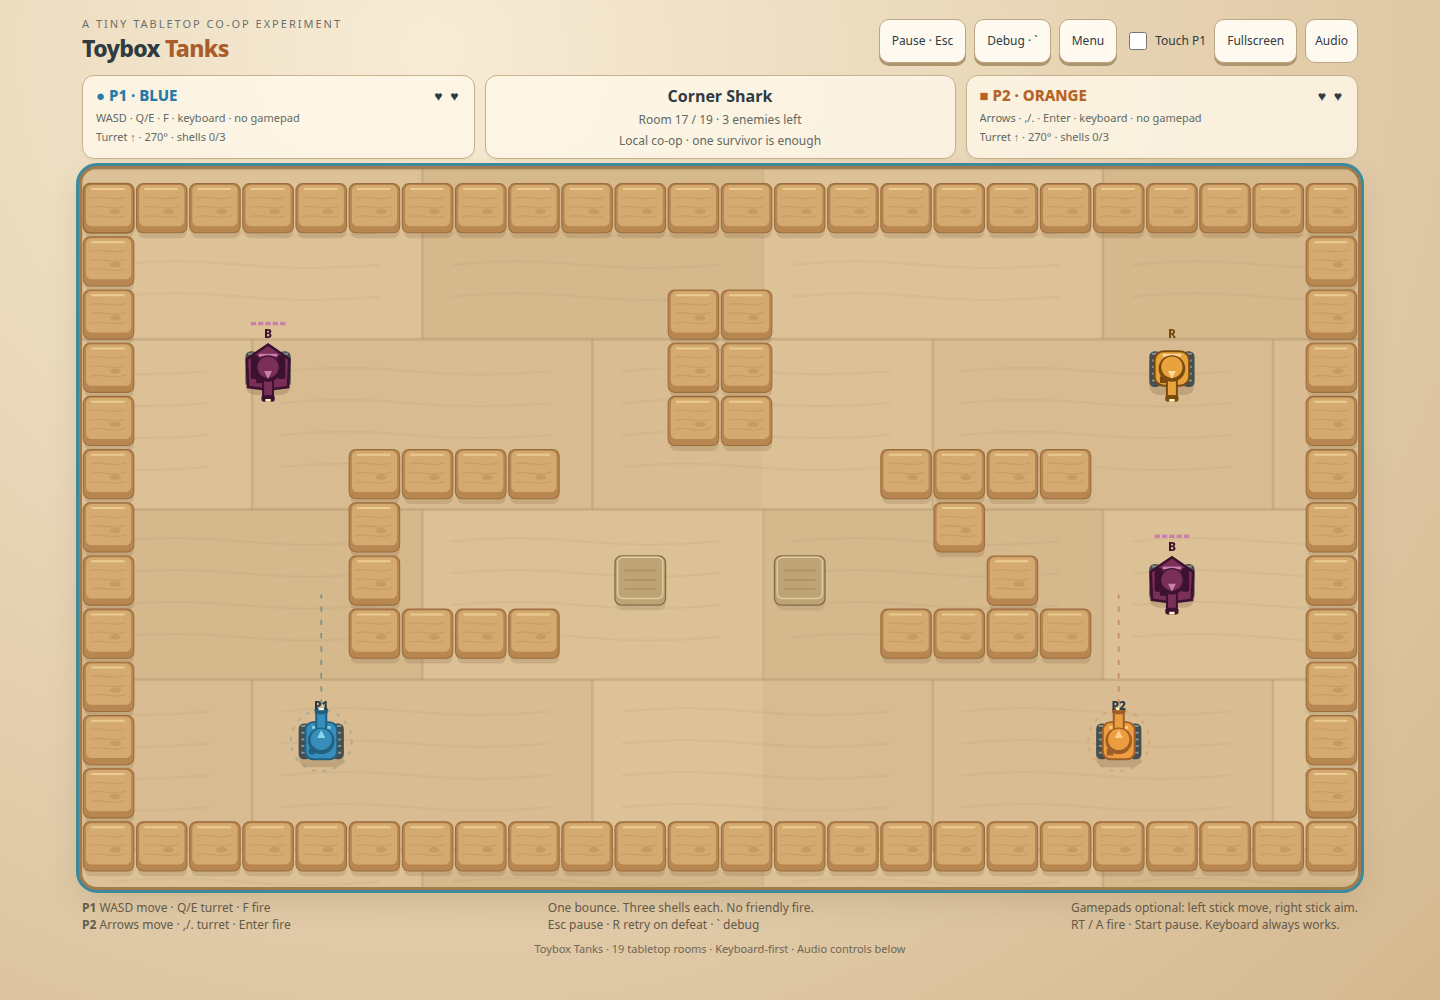 A TINY TABLETOP CO-OP EXPERIMENT
Toybox Tanks
Pause · Esc
Debug · `
Menu
Touch P1
Fullscreen
Audio
● P1 · BLUE ♥ ♥
WASD · Q/E · F · keyboard · no gamepad
Turret ↑ · 270° · shells 0/3
Corner Shark
Room 17 / 19 · 3 enemies left
Local co-op · one survivor is enough
■ P2 · ORANGE ♥ ♥
Arrows · ,/. · Enter · keyboard · no gamepad
Turret ↑ · 270° · shells 0/3
B
R
B
P1
P2
P1 WASD move · Q/E turret · F fire
P2 Arrows move · ,/. turret · Enter fire
One bounce. Three shells each. No friendly fire.
Esc pause · R retry on defeat · ` debug
Gamepads optional: left stick move, right stick aim.
RT / A fire · Start pause. Keyboard always works.
Toybox Tanks · 19 tabletop rooms · Keyboard-first · Audio controls below